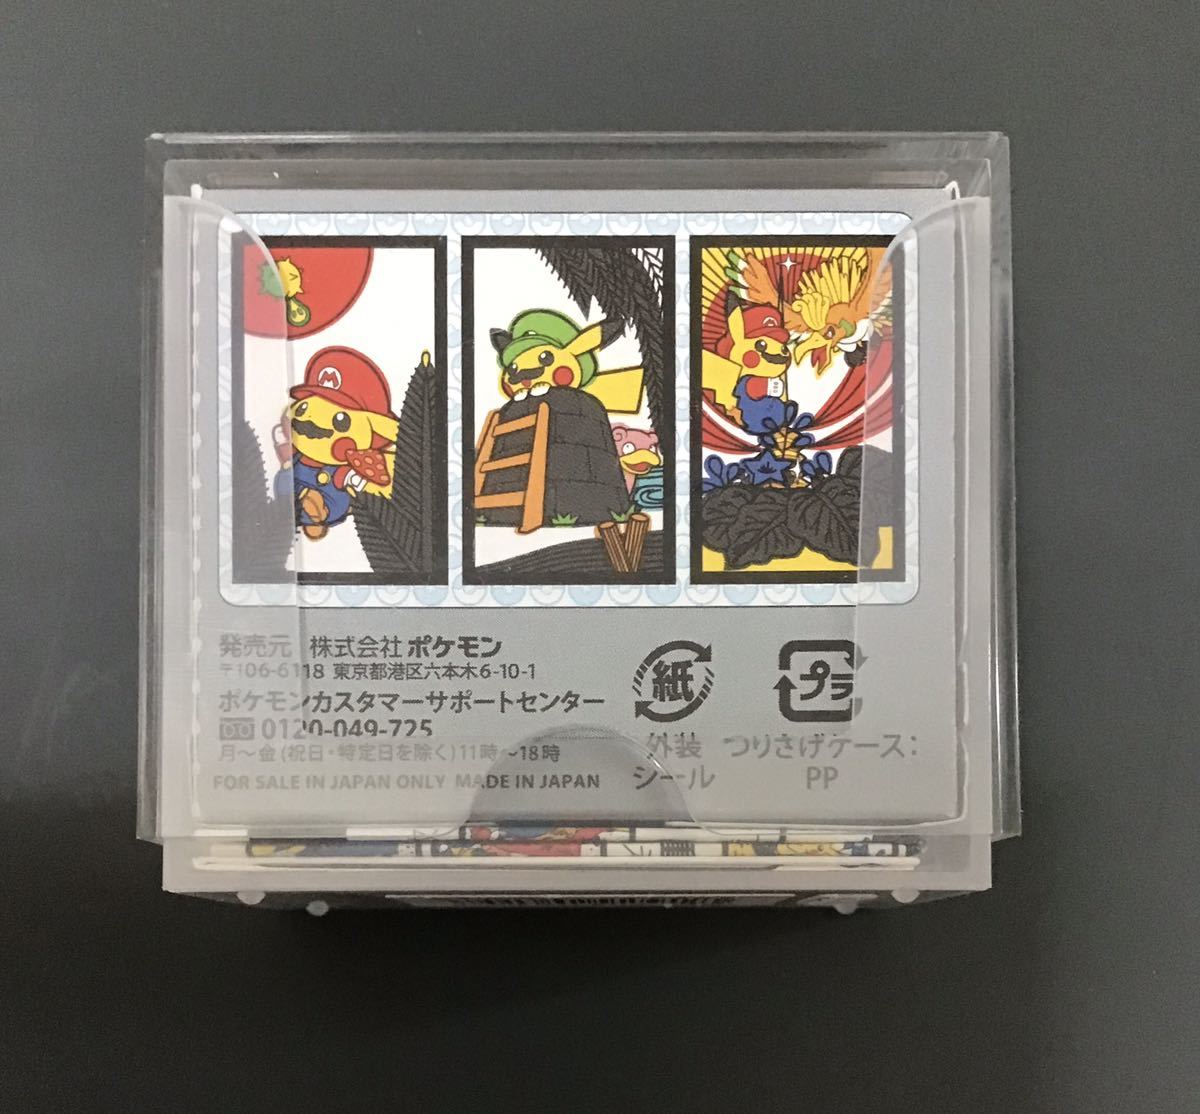 発売元 株式会社ポケモン
〒106-6118 東京都港区六本木6-10-1
ポケモンカスタマーサポートセンター
0120-049-725
月～金(祝日・特定日を除く)11時～18時
FOR SALE IN JAPAN ONLY MADE IN JAPAN
紙
外装
シール
プラ
つりさげケース:
PP
M